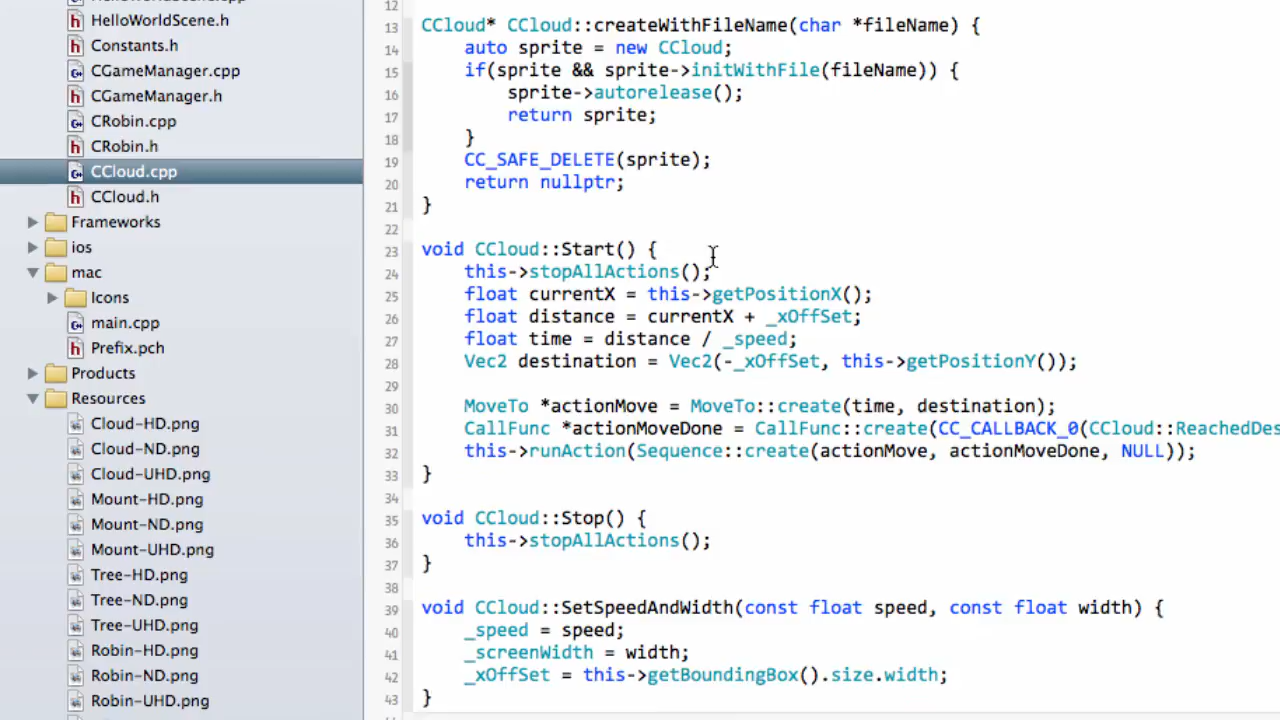 HelloWorldScene.cpp
HelloWorldScene.h
Constants.h
CGameManager.cpp
CGameManager.h
CRobin.cpp
CRobin.h
CCloud.cpp
CCloud.h
Frameworks
ios
mac
Icons
main.cpp
Prefix.pch
Products
Resources
Cloud-HD.png
Cloud-ND.png
Cloud-UHD.png
Mount-HD.png
Mount-ND.png
Mount-UHD.png
Tree-HD.png
Tree-ND.png
Tree-UHD.png
Robin-HD.png
Robin-ND.png
Robin-UHD.png
12
13 CCloud* CCloud::createWithFileName(char *fileName) {
14 auto sprite = new CCloud;
15 if(sprite && sprite->initWithFile(fileName)) {
16 sprite->autorelease();
17 return sprite;
18 }
19 CC_SAFE_DELETE(sprite);
20 return nullptr;
21 }
22
23 void CCloud::Start() {
24 this->stopAllActions();
25 float currentX = this->getPositionX();
26 float distance = currentX + _xOffSet;
27 float time = distance / _speed;
28 Vec2 destination = Vec2(-_xOffSet, this->getPositionY());
29
30 MoveTo *actionMove = MoveTo::create(time, destination);
31 CallFunc *actionMoveDone = CallFunc::create(CC_CALLBACK_0(CCloud::ReachedDes
32 this->runAction(Sequence::create(actionMove, actionMoveDone, NULL));
33 }
34
35 void CCloud::Stop() {
36 this->stopAllActions();
37 }
38
39 void CCloud::SetSpeedAndWidth(const float speed, const float width) {
40 _speed = speed;
41 _screenWidth = width;
42 _xOffSet = this->getBoundingBox().size.width;
43 }